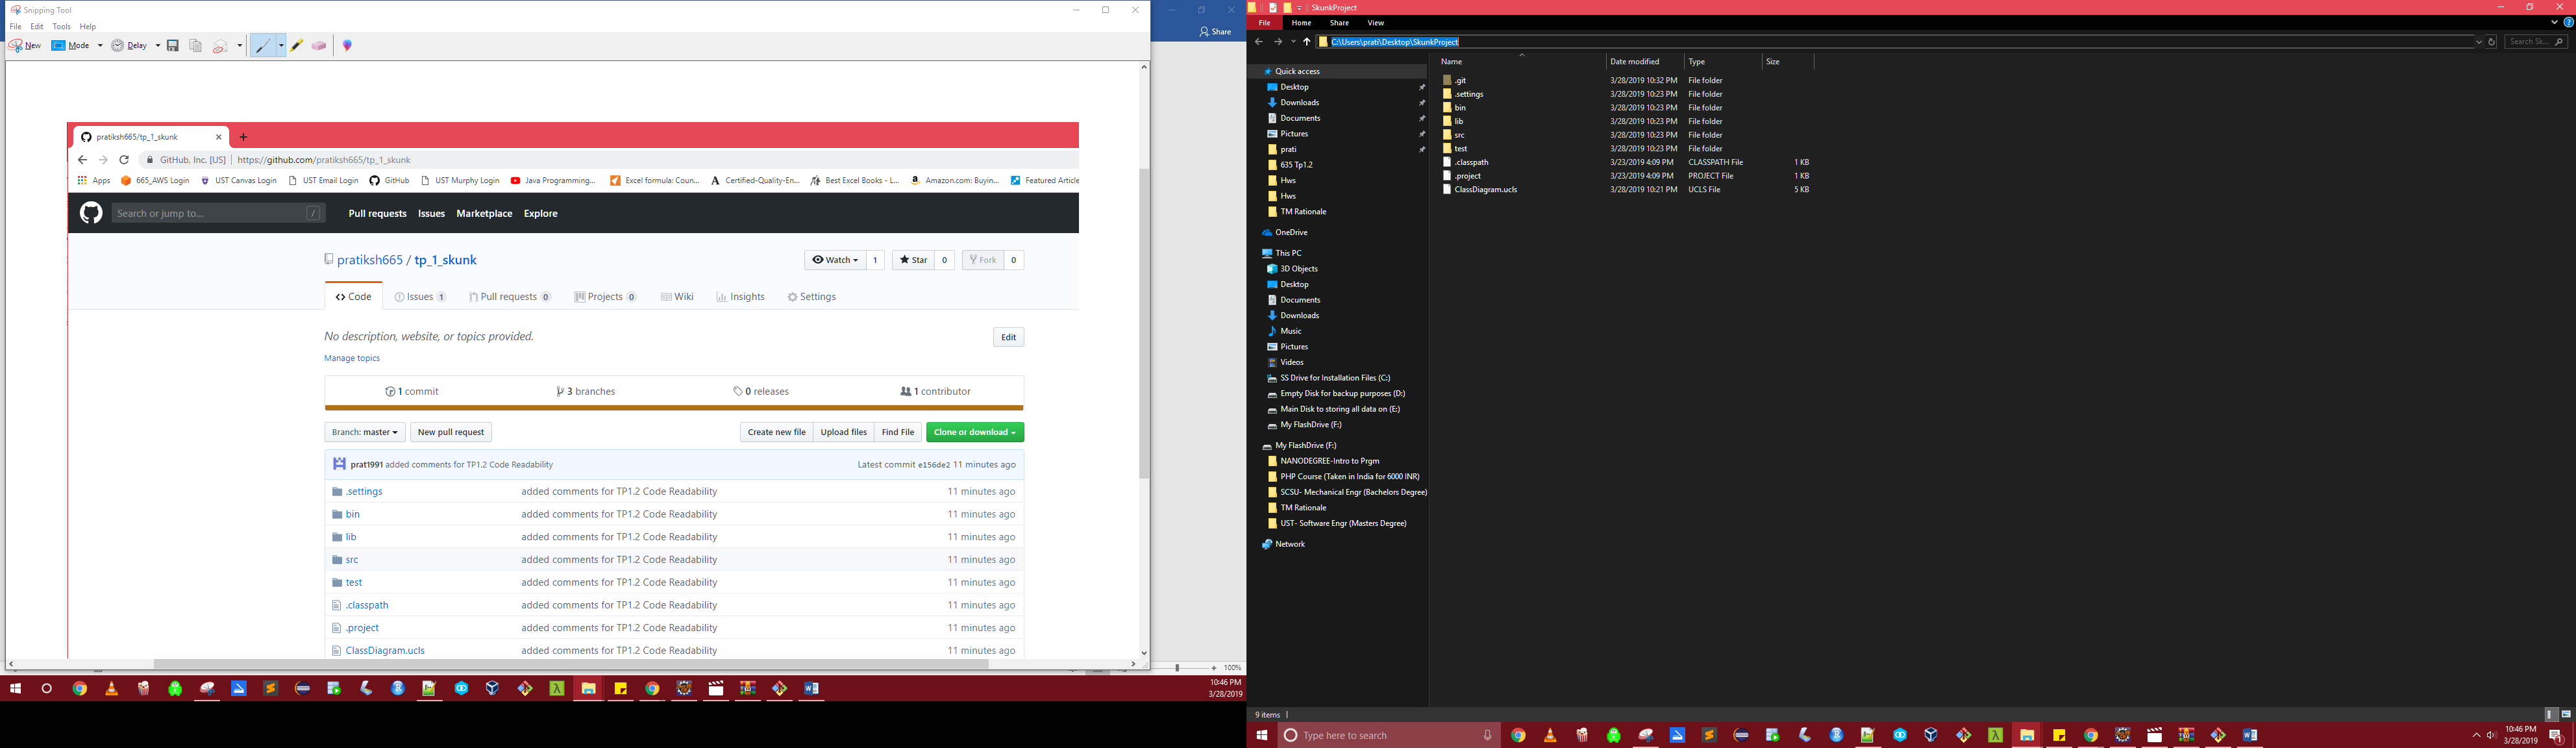 Snipping Tool
File Edit Tools Help
New Mode Delay
pratiksh665/tp_1_skunk
GitHub, Inc. [US] https://github.com/pratiksh665/tp_1_skunk
Apps 665_AWS Login UST Canvas Login UST Email Login GitHub UST Murphy Login Java Programming... Excel formula: Coun... Certified-Quality-En... Best Excel Books - L... Amazon.com: Buyin... Featured Article
Search or jump to... / Pull requests Issues Marketplace Explore
pratiksh665 / tp_1_skunk Watch 1 Star 0 Fork 0
Code Issues 1 Pull requests 0 Projects 0 Wiki Insights Settings
No description, website, or topics provided. Edit
Manage topics
1 commit 3 branches 0 releases 1 contributor
Branch: master New pull request Create new file Upload files Find File Clone or download
prat1991 added comments for TP1.2 Code Readability Latest commit e156de2 11 minutes ago
.settings added comments for TP1.2 Code Readability 11 minutes ago
bin added comments for TP1.2 Code Readability 11 minutes ago
lib added comments for TP1.2 Code Readability 11 minutes ago
src added comments for TP1.2 Code Readability 11 minutes ago
test added comments for TP1.2 Code Readability 11 minutes ago
.classpath added comments for TP1.2 Code Readability 11 minutes ago
.project added comments for TP1.2 Code Readability 11 minutes ago
ClassDiagram.ucls added comments for TP1.2 Code Readability 11 minutes ago
Share
100%
10:46 PM
3/28/2019
SkunkProject
File Home Share View
C:\Users\prati\Desktop\SkunkProject Search Sk...
Quick access
Desktop
Downloads
Documents
Pictures
prati
635 Tp1.2
Hws
Hws
TM Rationale
OneDrive
This PC
3D Objects
Desktop
Documents
Downloads
Music
Pictures
Videos
SS Drive for Installation Files (C:)
Empty Disk for backup purposes (D:)
Main Disk to storing all data on (E:)
My FlashDrive (F:)
My FlashDrive (F:)
NANODEGREE-Intro to Prgm
PHP Course (Taken in India for 6000 INR)
SCSU- Mechanical Engr (Bachelors Degree)
TM Rationale
UST- Software Engr (Masters Degree)
Network
Name Date modified Type Size
.git 3/28/2019 10:32 PM File folder
.settings 3/28/2019 10:23 PM File folder
bin 3/28/2019 10:23 PM File folder
lib 3/28/2019 10:23 PM File folder
src 3/28/2019 10:23 PM File folder
test 3/28/2019 10:23 PM File folder
.classpath 3/23/2019 4:09 PM CLASSPATH File 1 KB
.project 3/23/2019 4:09 PM PROJECT File 1 KB
ClassDiagram.ucls 3/28/2019 10:21 PM UCLS File 5 KB
9 items
Type here to search
10:46 PM
3/28/2019